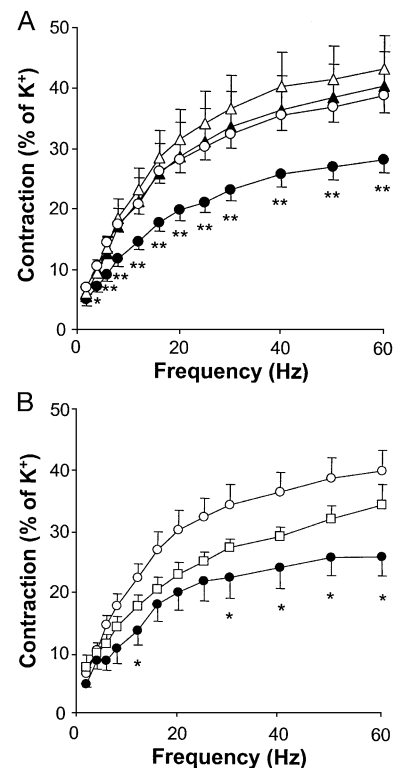 A
50
40
30
20
10
0
Contraction (% of K⁺)
* ** ** ** ** ** ** ** ** ** **
0 20 40 60
Frequency (Hz)
B
50
40
30
20
10
0
Contraction (% of K⁺)
* * * * *
0 20 40 60
Frequency (Hz)